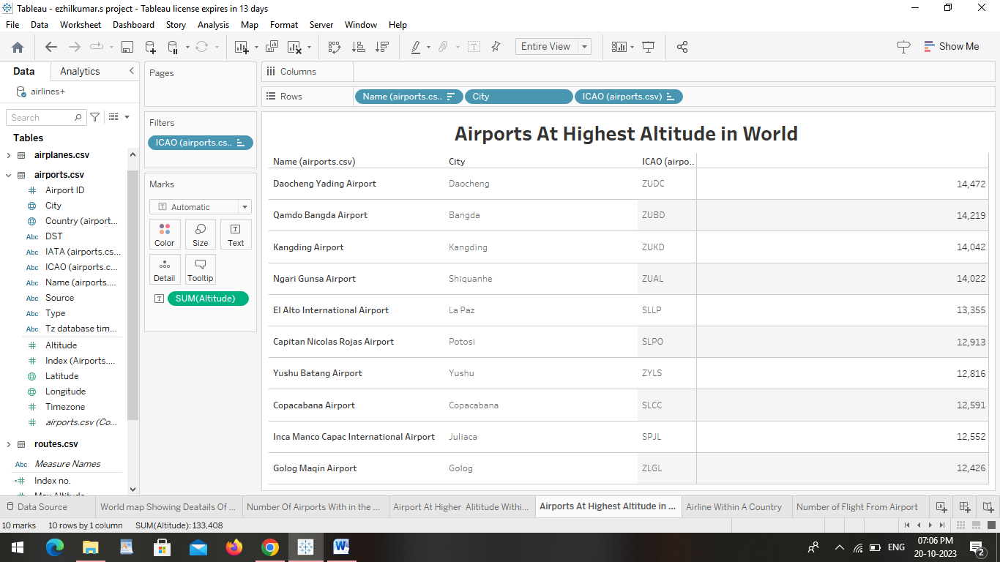 Tableau - ezhilkumar.s project - Tableau license expires in 13 days
File Data Worksheet Dashboard Story Analysis Map Format Server Window Help
Entire View
Show Me
Data Analytics
airlines+
Search
Tables
airplanes.csv
airports.csv
Airport ID
City
Country (airport...
Abc DST
Abc IATA (airports.cs...
Abc ICAO (airports.c...
Abc Name (airports....
Abc Source
Abc Type
Abc Tz database tim...
Altitude
Index (Airports....
Latitude
Longitude
Timezone
airports.csv (Co...
routes.csv
Abc Measure Names
Index no.
Max Altitude
Pages
Filters
ICAO (airports.cs..
Marks
Automatic
Color Size Text
Detail Tooltip
SUM(Altitude)
Columns
Rows Name (airports.cs.. City ICAO (airports.csv)
Airports At Highest Altitude in World
Name (airports.csv) City ICAO (airpo..
Daocheng Yading Airport Daocheng ZUDC 14,472
Qamdo Bangda Airport Bangda ZUBD 14,219
Kangding Airport Kangding ZUKD 14,042
Ngari Gunsa Airport Shiquanhe ZUAL 14,022
El Alto International Airport La Paz SLLP 13,355
Capitan Nicolas Rojas Airport Potosi SLPO 12,913
Yushu Batang Airport Yushu ZYLS 12,816
Copacabana Airport Copacabana SLCC 12,591
Inca Manco Capac International Airport Juliaca SPJL 12,552
Golog Maqin Airport Golog ZLGL 12,426
Data Source World map Showing Deatails Of ... Number Of Airports With in the ... Airport At Higher Alititude Withi... Airports At Highest Altitude in ... Airline Within A Country Number of Flight From Airport
10 marks 10 rows by 1 column SUM(Altitude): 133,408
ENG
07:06 PM
20-10-2023
2